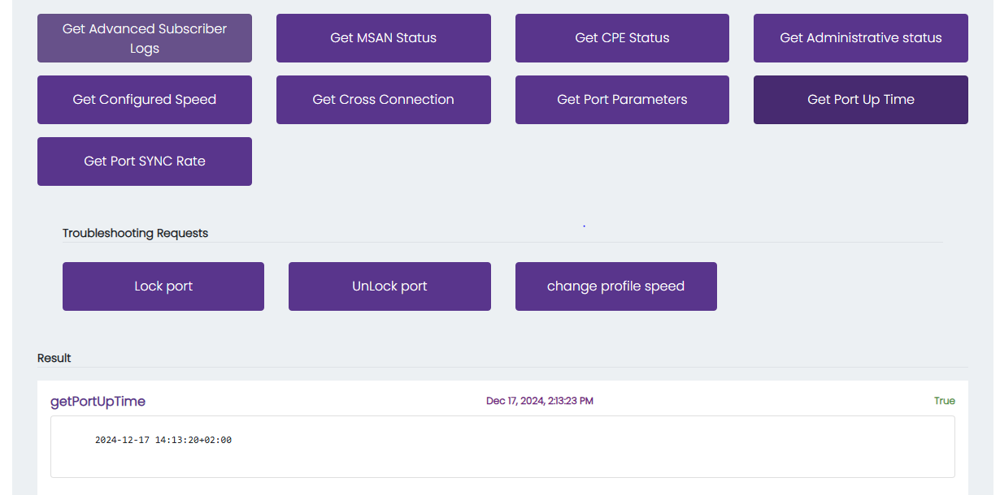 Get Advanced Subscriber
Logs
Get MSAN Status
Get CPE Status
Get Administrative status
Get Configured Speed
Get Cross Connection
Get Port Parameters
Get Port Up Time
Get Port SYNC Rate
Troubleshooting Requests
Lock port
UnLock port
change profile speed
Result
getPortUpTime
Dec 17, 2024, 2:13:23 PM
True
2024-12-17 14:13:20+02:00